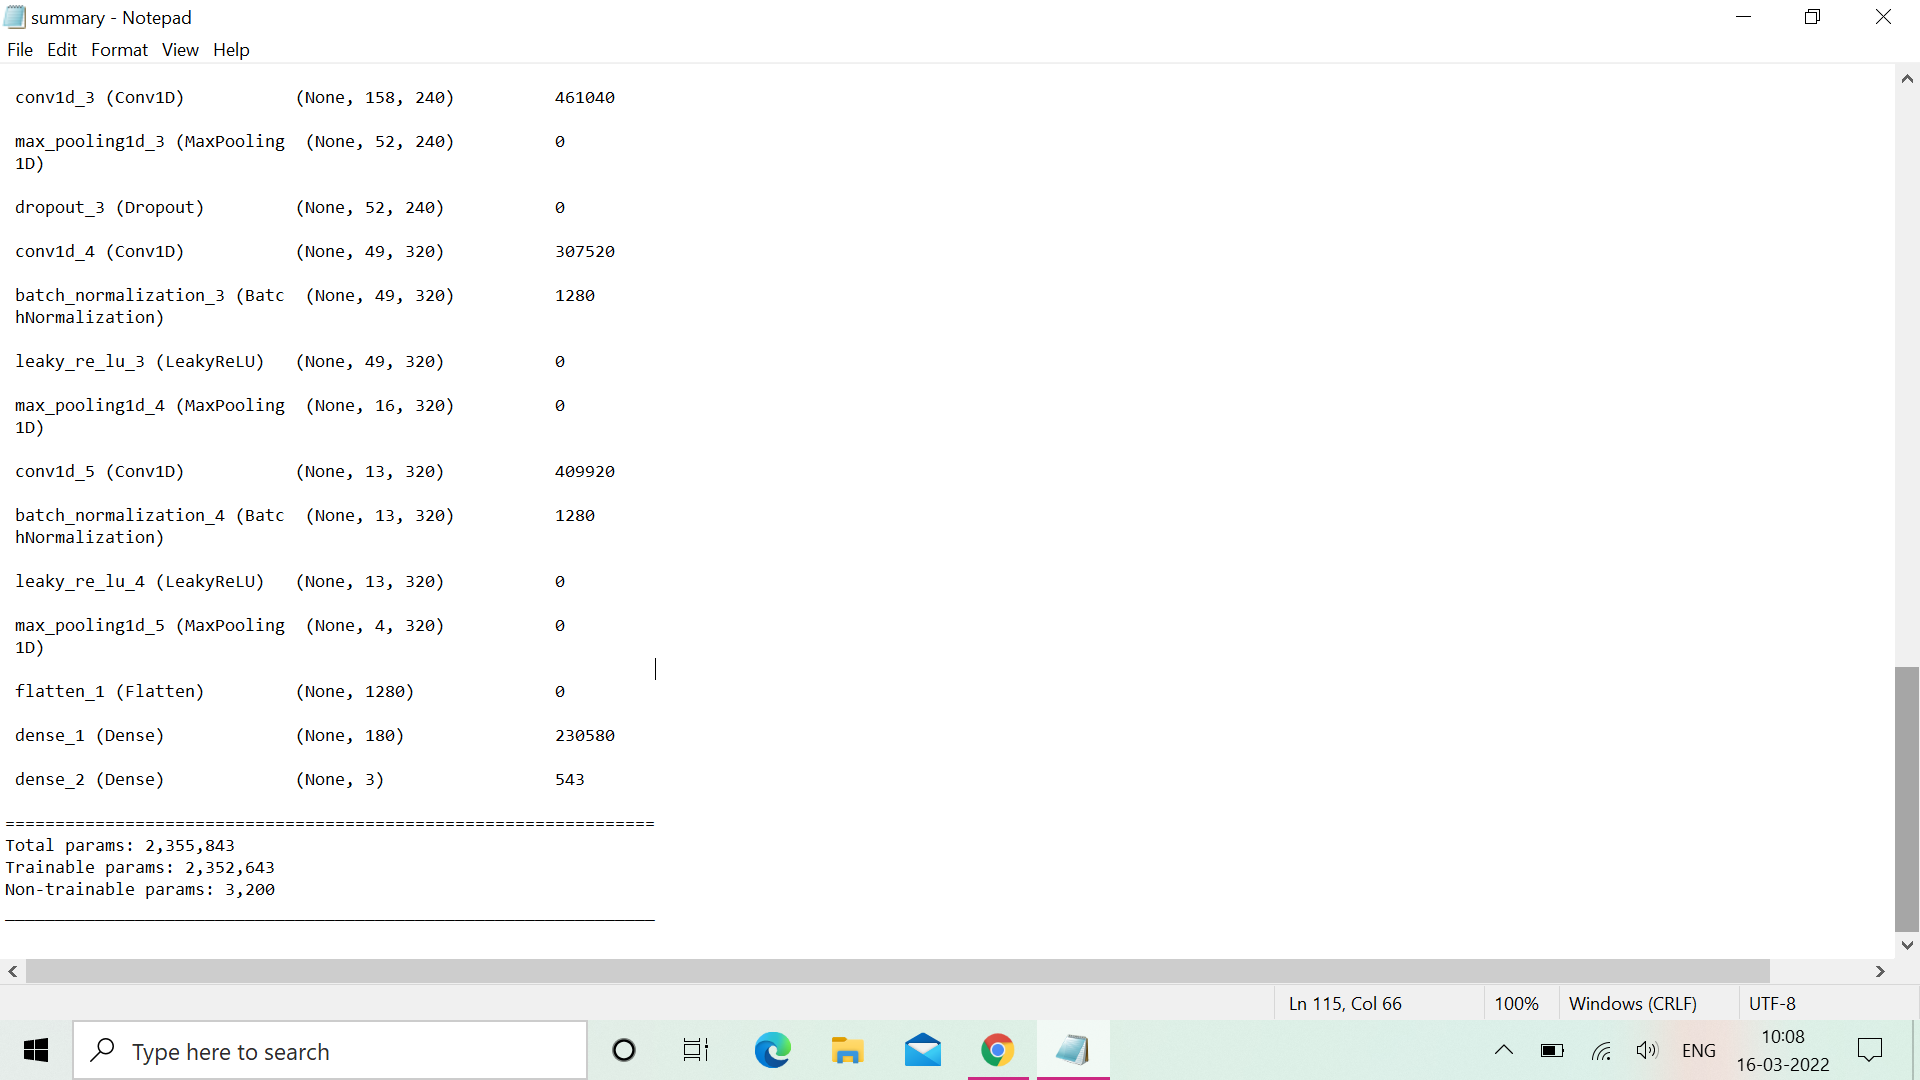 summary - Notepad
File Edit Format View Help
conv1d_3 (Conv1D) (None, 158, 240) 461040
max_pooling1d_3 (MaxPooling (None, 52, 240) 0
1D)
dropout_3 (Dropout) (None, 52, 240) 0
conv1d_4 (Conv1D) (None, 49, 320) 307520
batch_normalization_3 (Batc (None, 49, 320) 1280
hNormalization)
leaky_re_lu_3 (LeakyReLU) (None, 49, 320) 0
max_pooling1d_4 (MaxPooling (None, 16, 320) 0
1D)
conv1d_5 (Conv1D) (None, 13, 320) 409920
batch_normalization_4 (Batc (None, 13, 320) 1280
hNormalization)
leaky_re_lu_4 (LeakyReLU) (None, 13, 320) 0
max_pooling1d_5 (MaxPooling (None, 4, 320) 0
1D)
flatten_1 (Flatten) (None, 1280) 0
dense_1 (Dense) (None, 180) 230580
dense_2 (Dense) (None, 3) 543
=================================================================
Total params: 2,355,843
Trainable params: 2,352,643
Non-trainable params: 3,200
_________________________________________________________________
Ln 115, Col 66 100% Windows (CRLF) UTF-8
Type here to search
ENG
10:08
16-03-2022